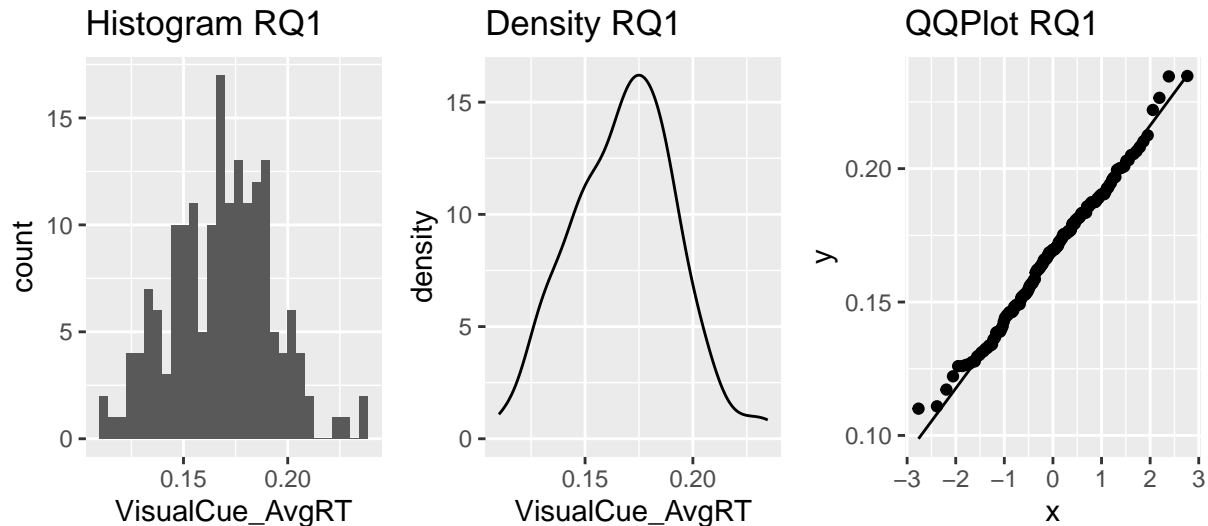 Histogram RQ1
count
15
10
5
0
0.15 0.20
VisualCue_AvgRT
Density RQ1
density
15
10
5
0
0.15 0.20
VisualCue_AvgRT
QQPlot RQ1
y
0.20
0.15
0.10
−3 −2 −1 0 1 2 3
x